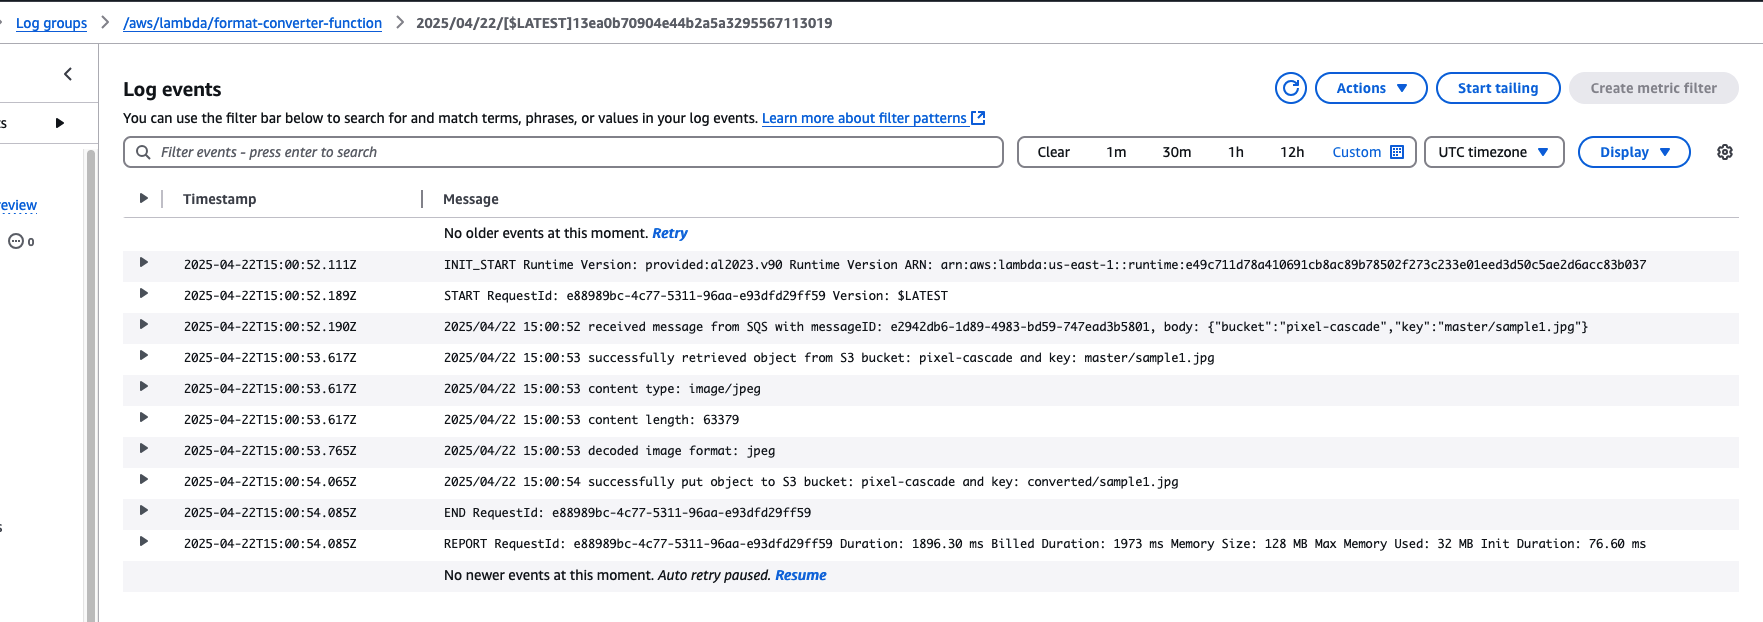 Log groups > /aws/lambda/format-converter-function > 2025/04/22/[$LATEST]13ea0b70904e44b2a5a3295567113019
Log events
Actions
Start tailing
Create metric filter
You can use the filter bar below to search for and match terms, phrases, or values in your log events. Learn more about filter patterns
Filter events - press enter to search
Clear 1m 30m 1h 12h Custom
UTC timezone
Display
eview
0
Timestamp Message
No older events at this moment. Retry
2025-04-22T15:00:52.111Z INIT_START Runtime Version: provided:al2023.v90 Runtime Version ARN: arn:aws:lambda:us-east-1::runtime:e49c711d78a410691cb8ac89b78502f273c233e01eed3d50c5ae2d6acc83b037
2025-04-22T15:00:52.189Z START RequestId: e88989bc-4c77-5311-96aa-e93dfd29ff59 Version: $LATEST
2025-04-22T15:00:52.190Z 2025/04/22 15:00:52 received message from SQS with messageID: e2942db6-1d89-4983-bd59-747ead3b5801, body: {"bucket":"pixel-cascade","key":"master/sample1.jpg"}
2025-04-22T15:00:53.617Z 2025/04/22 15:00:53 successfully retrieved object from S3 bucket: pixel-cascade and key: master/sample1.jpg
2025-04-22T15:00:53.617Z 2025/04/22 15:00:53 content type: image/jpeg
2025-04-22T15:00:53.617Z 2025/04/22 15:00:53 content length: 63379
2025-04-22T15:00:53.765Z 2025/04/22 15:00:53 decoded image format: jpeg
2025-04-22T15:00:54.065Z 2025/04/22 15:00:54 successfully put object to S3 bucket: pixel-cascade and key: converted/sample1.jpg
2025-04-22T15:00:54.085Z END RequestId: e88989bc-4c77-5311-96aa-e93dfd29ff59
2025-04-22T15:00:54.085Z REPORT RequestId: e88989bc-4c77-5311-96aa-e93dfd29ff59 Duration: 1896.30 ms Billed Duration: 1973 ms Memory Size: 128 MB Max Memory Used: 32 MB Init Duration: 76.60 ms
No newer events at this moment. Auto retry paused. Resume